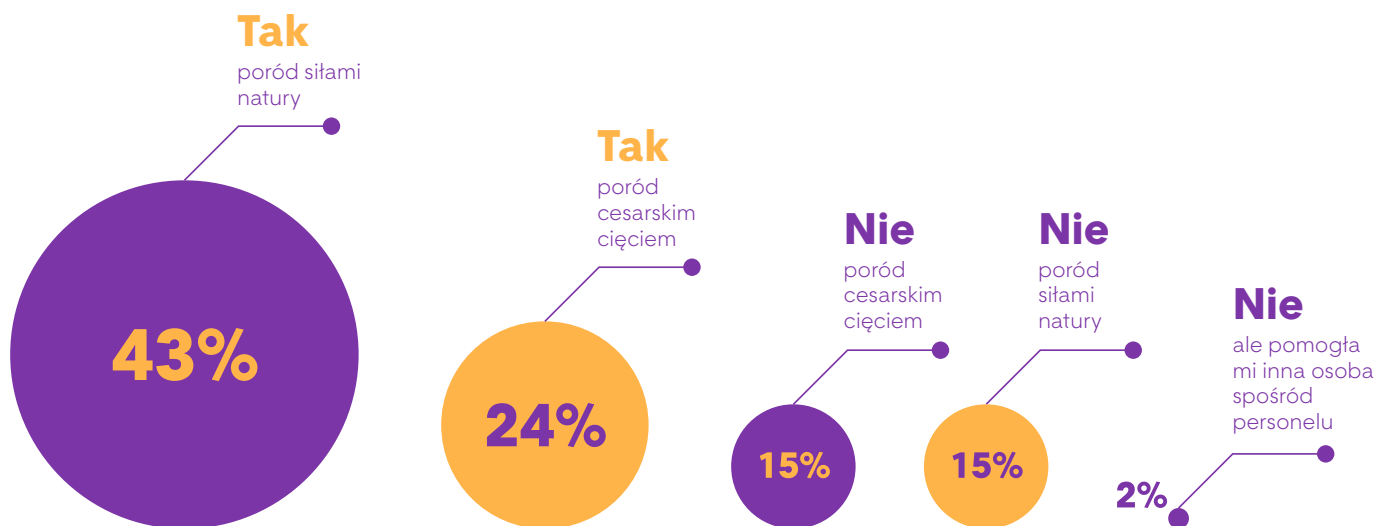 Tak
poród siłami
natury
43%
Tak
poród
cesarskim
cięciem
24%
Nie
poród
cesarskim
cięciem
15%
Nie
poród
siłami
natury
15%
Nie
ale pomogła
mi inna osoba
spośród
personelu
2%